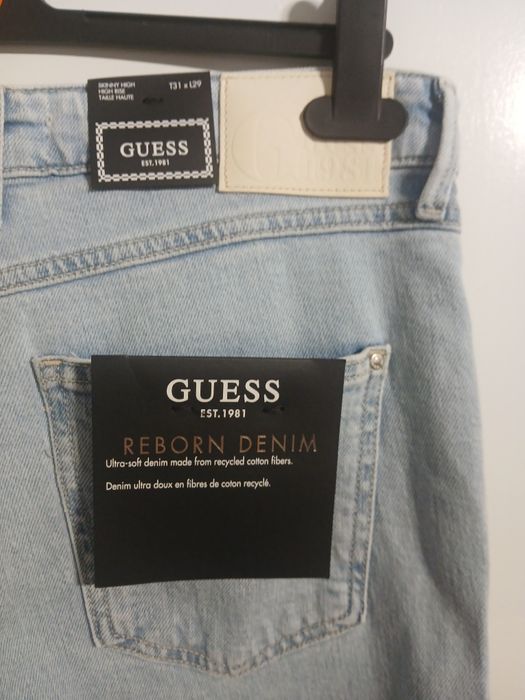 SKINNY HIGH
HIGH RISE
TAILLE HAUTE
T31 x L29
GUESS
EST. 1981
1981
GUESS
EST. 1981
REBORN DENIM
Ultra-soft denim made from recycled cotton fibers.
Denim ultra doux en fibres de coton recyclé.